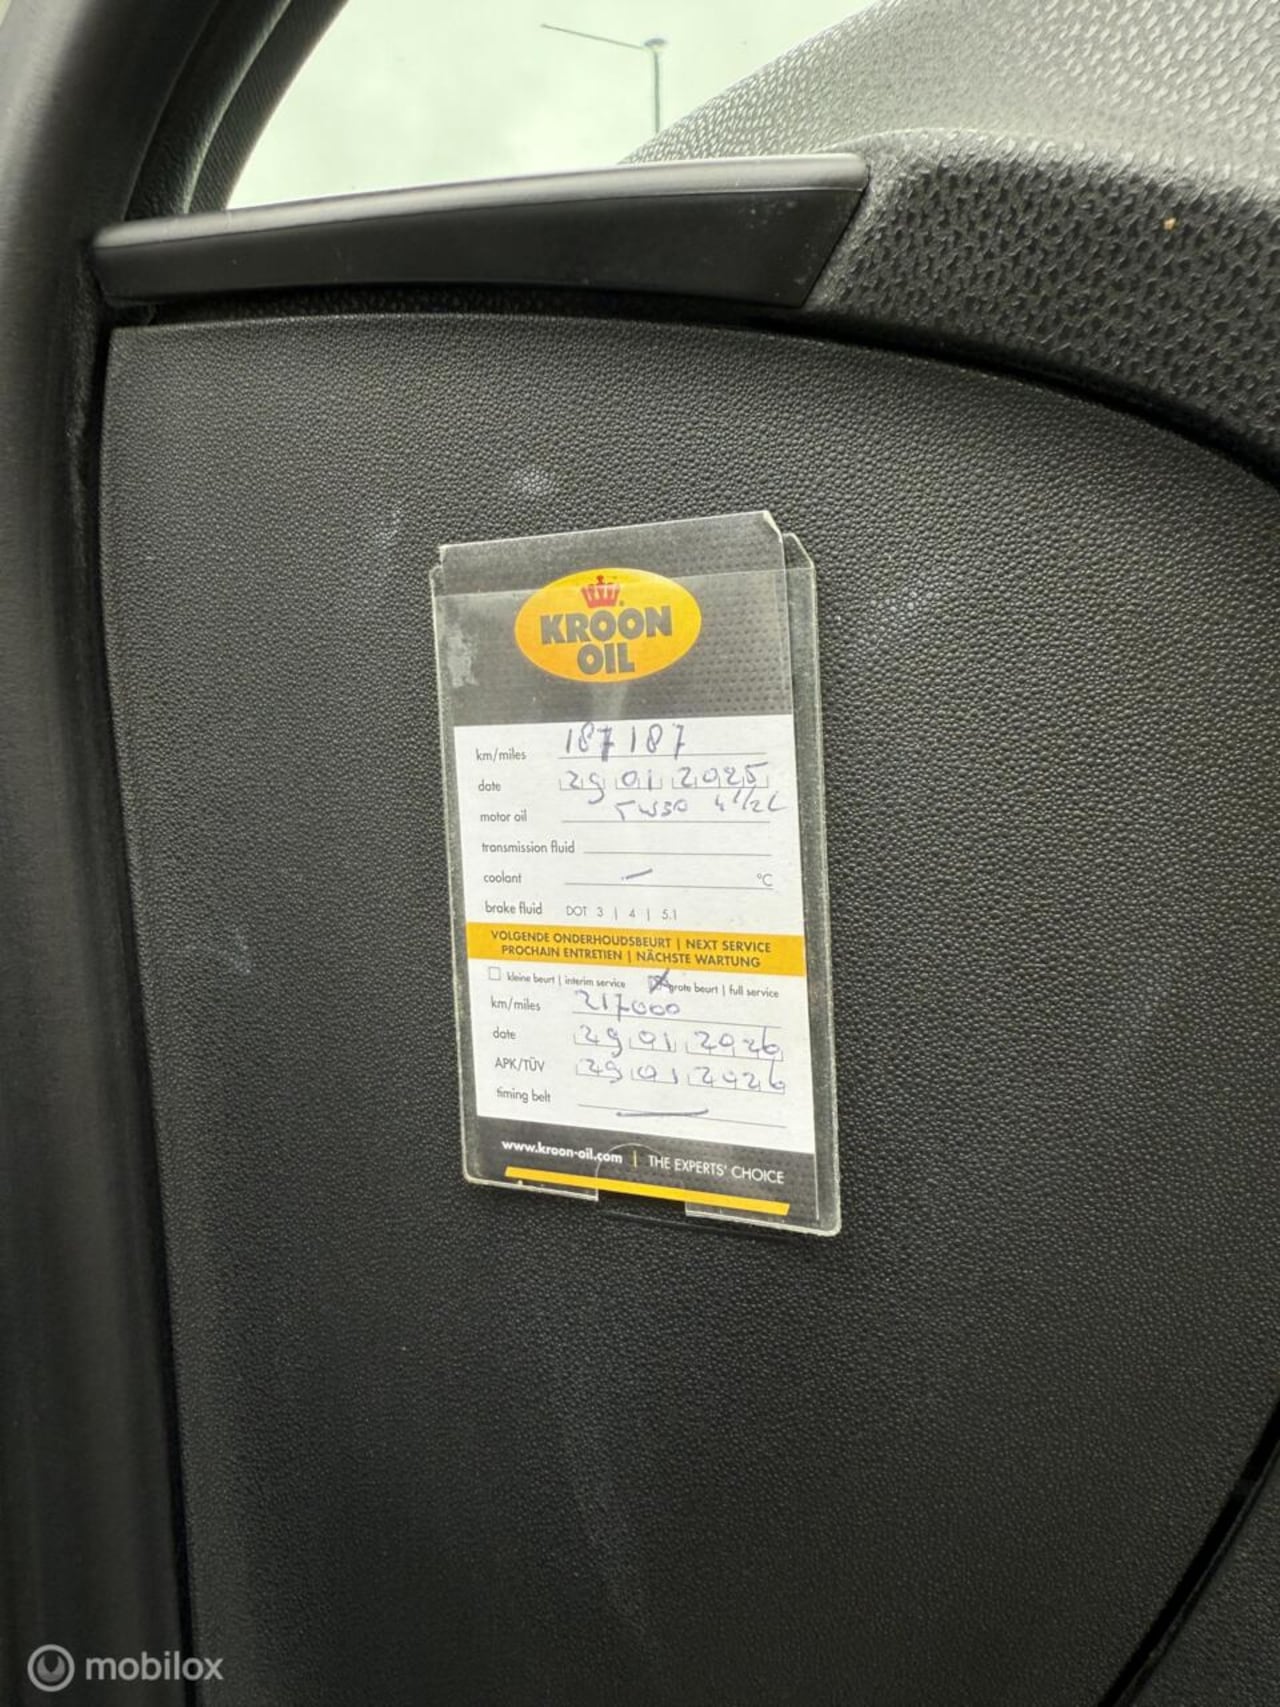 KROON
OIL
km/miles 187187
date 29 01 2025
motor oil 5W30 4 1/2 L
transmission fluid
coolant — °C
brake fluid DOT 3 | 4 | 5.1
VOLGENDE ONDERHOUDSBEURT | NEXT SERVICE
PROCHAIN ENTRETIEN | NÄCHSTE WARTUNG
kleine beurt | interim service grote beurt | full service
km/miles 217000
date 29 01 2026
APK/TÜV 29 01 2026
timing belt —
www.kroon-oil.com | THE EXPERTS' CHOICE
mobilox